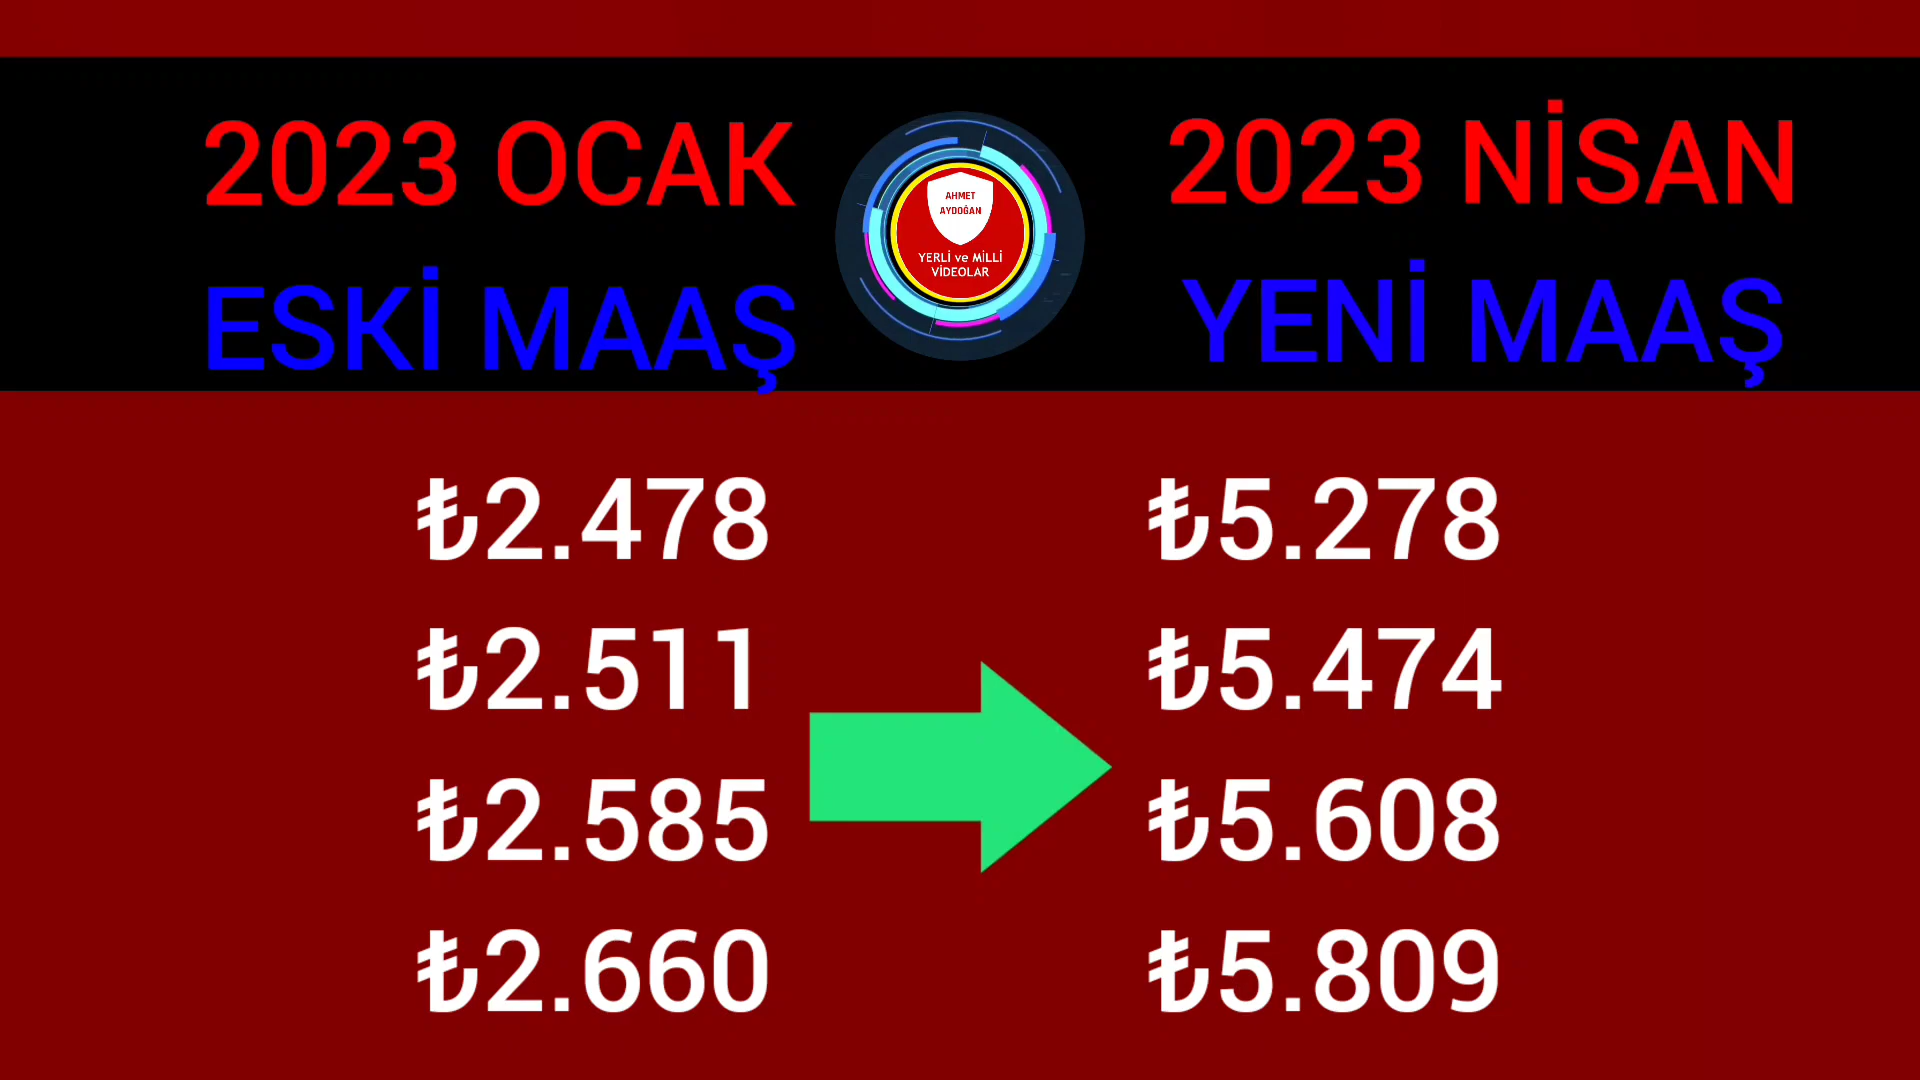 2023 OCAK
ESKİ MAAŞ
AHMET
AYDOĞAN
YERLİ ve MİLLİ
VİDEOLAR
2023 NİSAN
YENİ MAAŞ
₺2.478 ₺5.278
₺2.511 ₺5.474
₺2.585 ₺5.608
₺2.660 ₺5.809